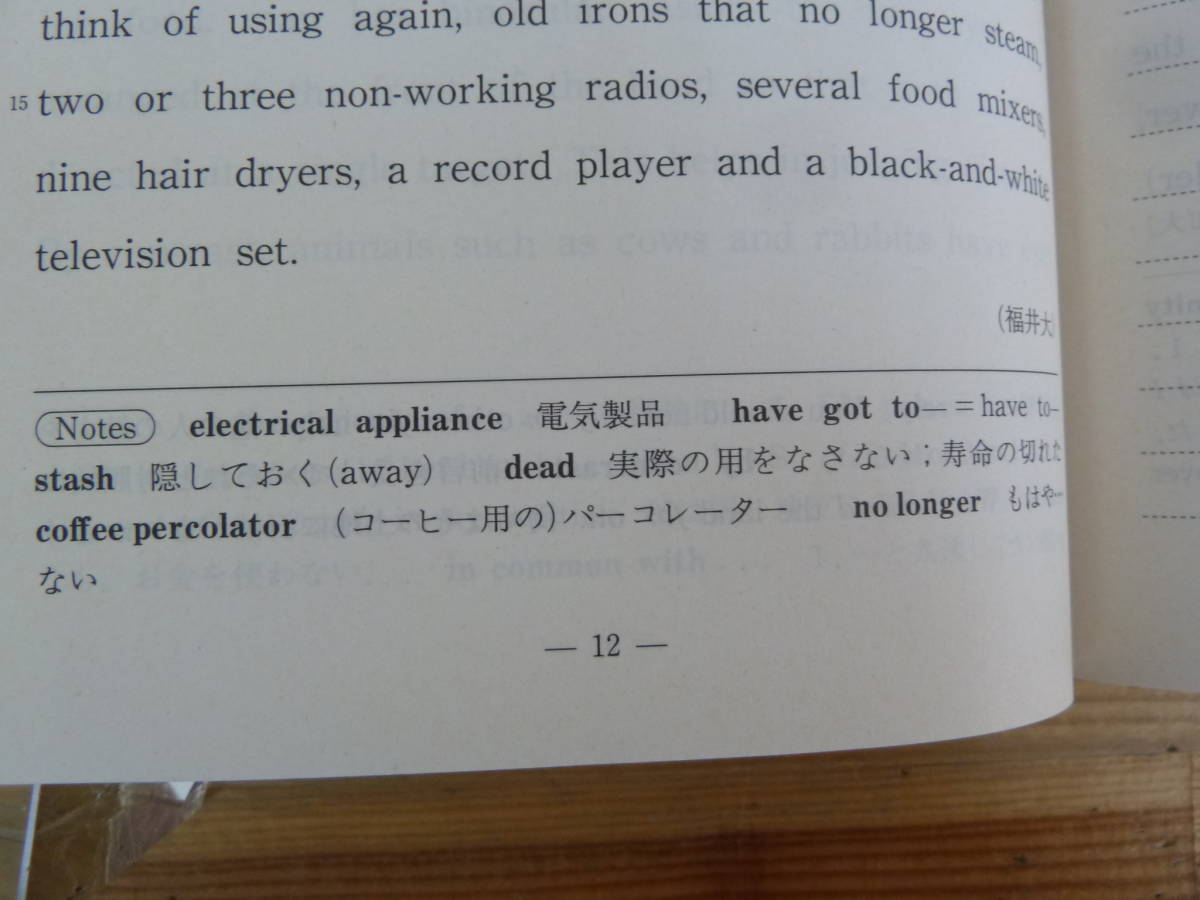 think of using again, old irons that no longer steam,
15 two or three non-working radios, several food mixers,
nine hair dryers, a record player and a black-and-white
television set.
(福井大
Notes electrical appliance 電気製品 have got to— = have to—
stash 隠しておく(away) dead 実際の用をなさない；寿命の切れた
coffee percolator (コーヒー用の)パーコレーター no longer もはや…
ない
— 12 —